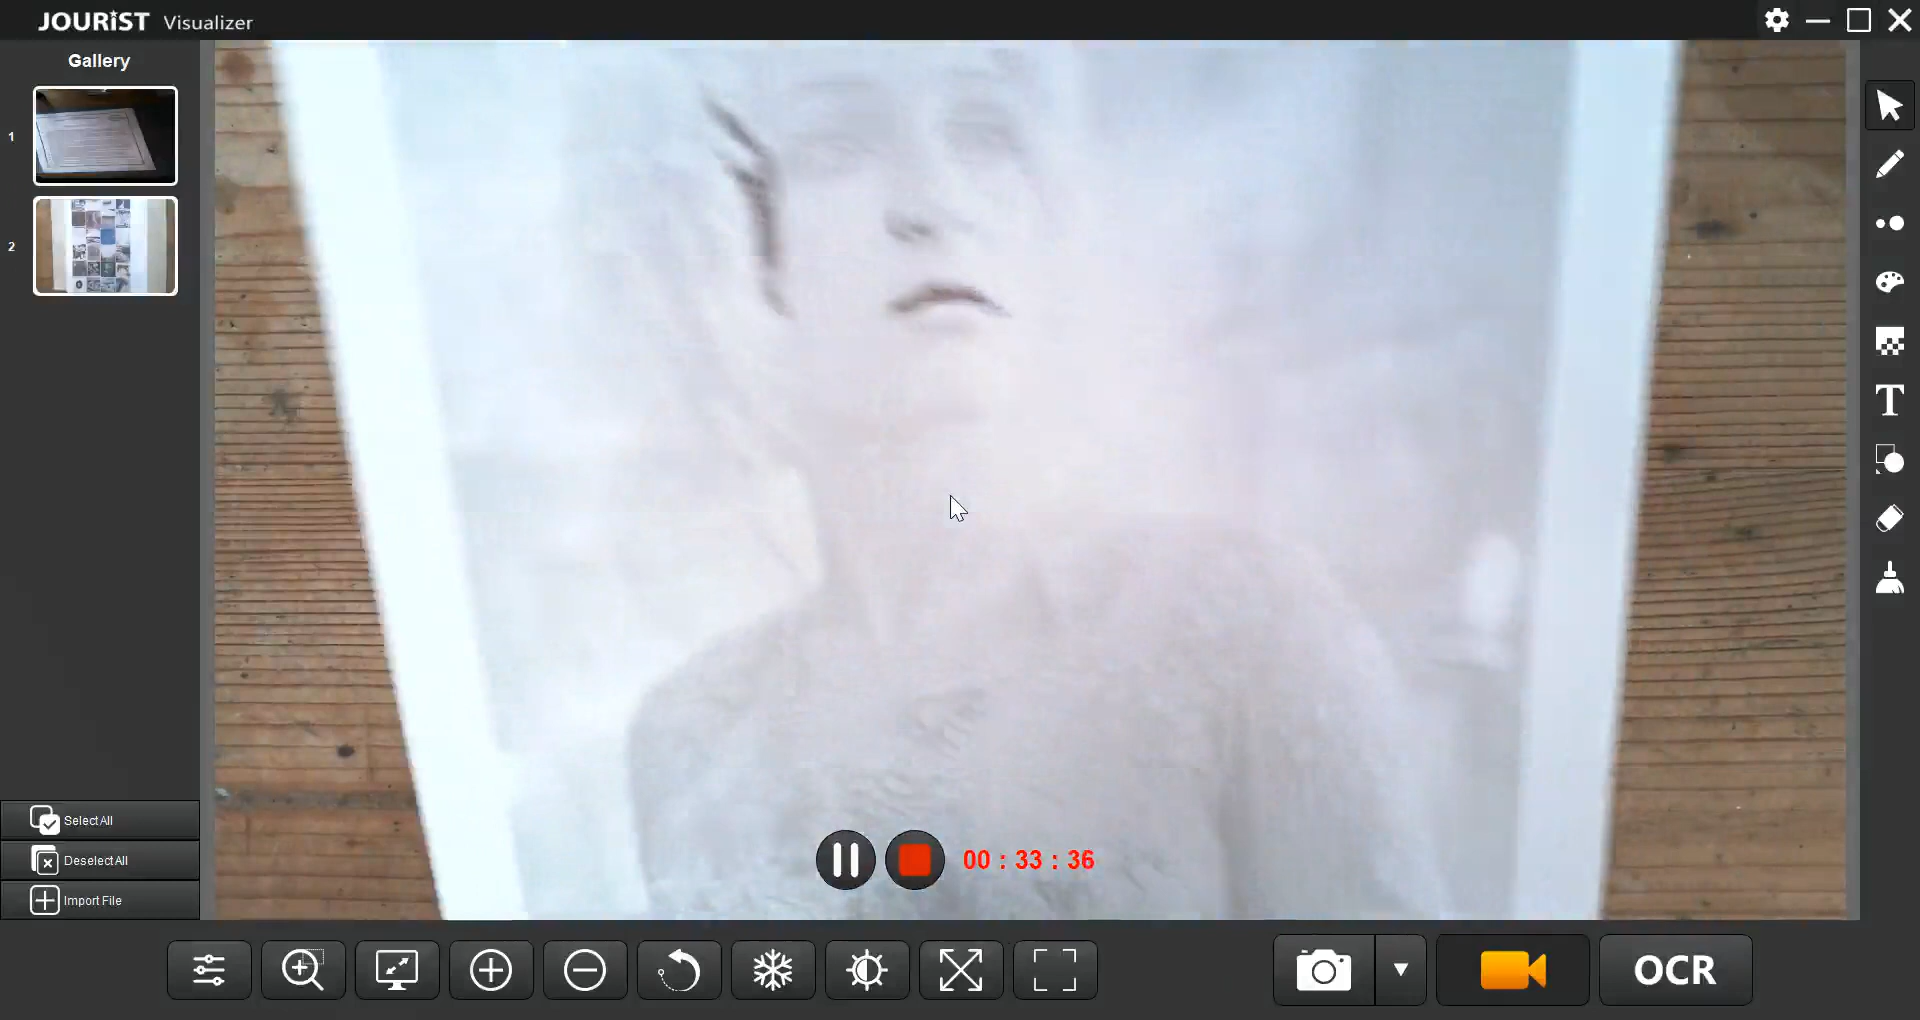 JOURIST Visualizer
Gallery
1
2
Select All
Deselect All
Import File
T
00 : 33 : 36
OCR